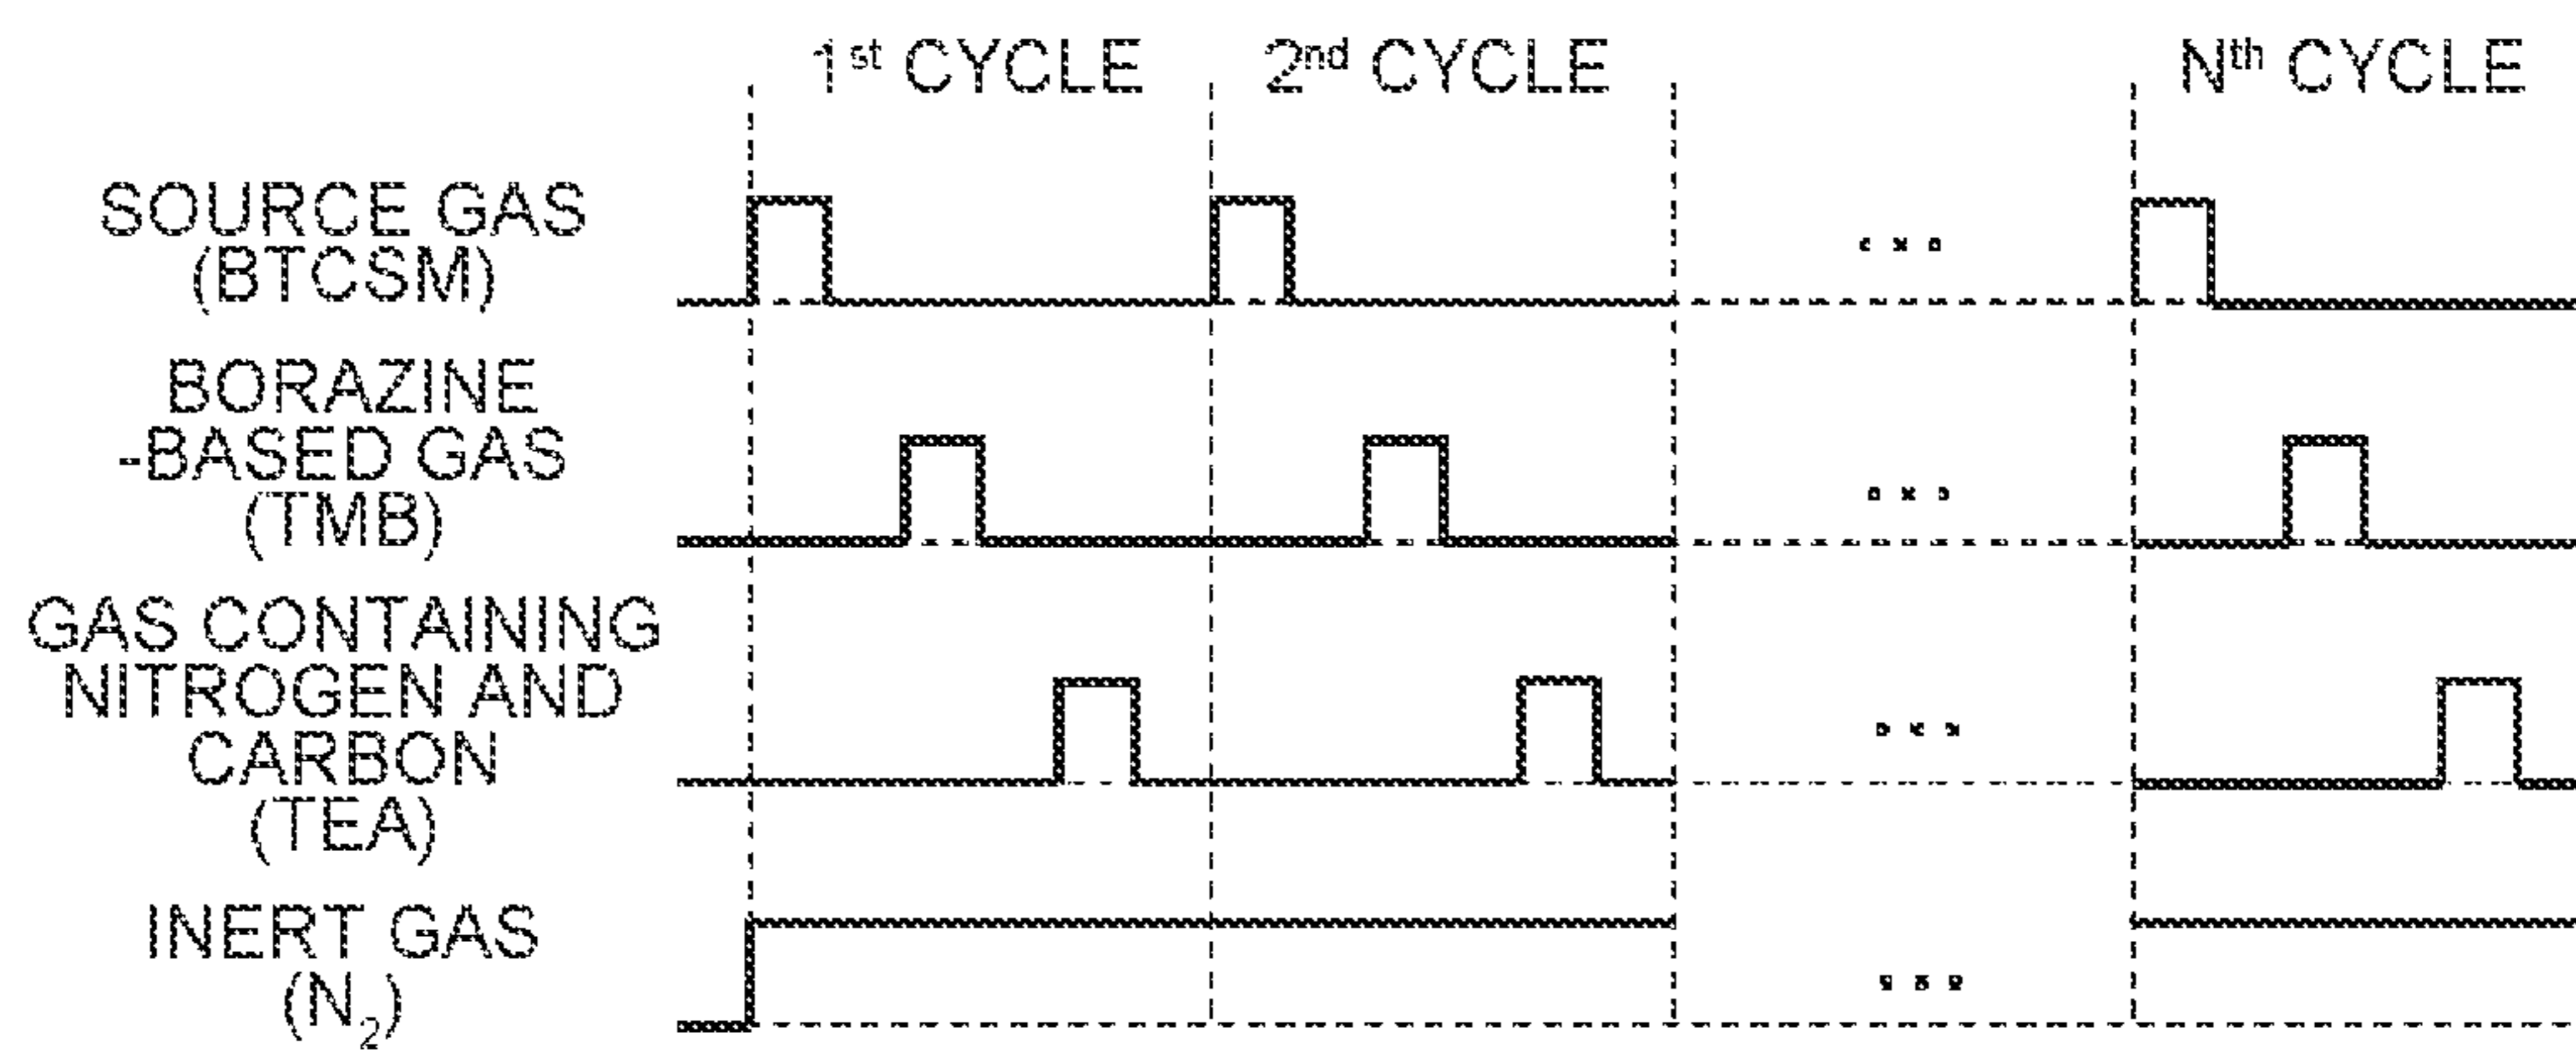 1st CYCLE 2nd CYCLE Nth CYCLE
SOURCE GAS
(BTCSM)
BORAZINE
-BASED GAS
(TMB)
GAS CONTAINING
NITROGEN AND
CARBON
(TEA)
INERT GAS
(N2)